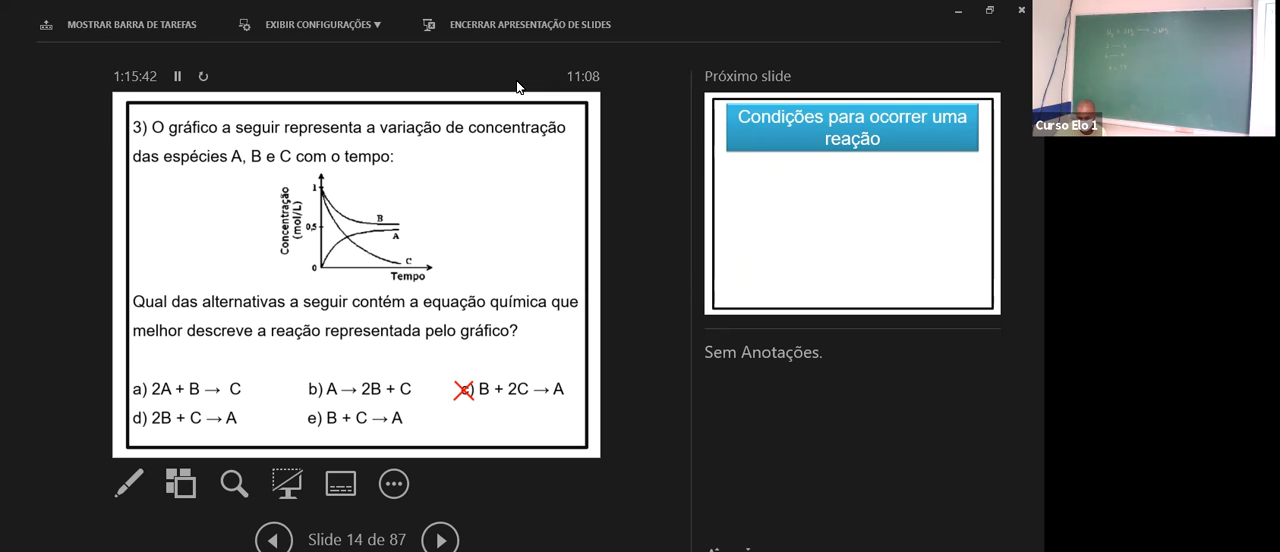 MOSTRAR BARRA DE TAREFAS
EXIBIR CONFIGURAÇÕES ▼
ENCERRAR APRESENTAÇÃO DE SLIDES
1:15:42
11:08
3) O gráfico a seguir representa a variação de concentração
das espécies A, B e C com o tempo:
Concentração
(mol/L)
1
0,5
0
B
A
C
Tempo
Qual das alternativas a seguir contém a equação química que
melhor descreve a reação representada pelo gráfico?
a) 2A + B → C
b) A → 2B + C
c) B + 2C → A
d) 2B + C → A
e) B + C → A
Slide 14 de 87
Próximo slide
Condições para ocorrer uma
reação
Sem Anotações.
Curso Elo 1